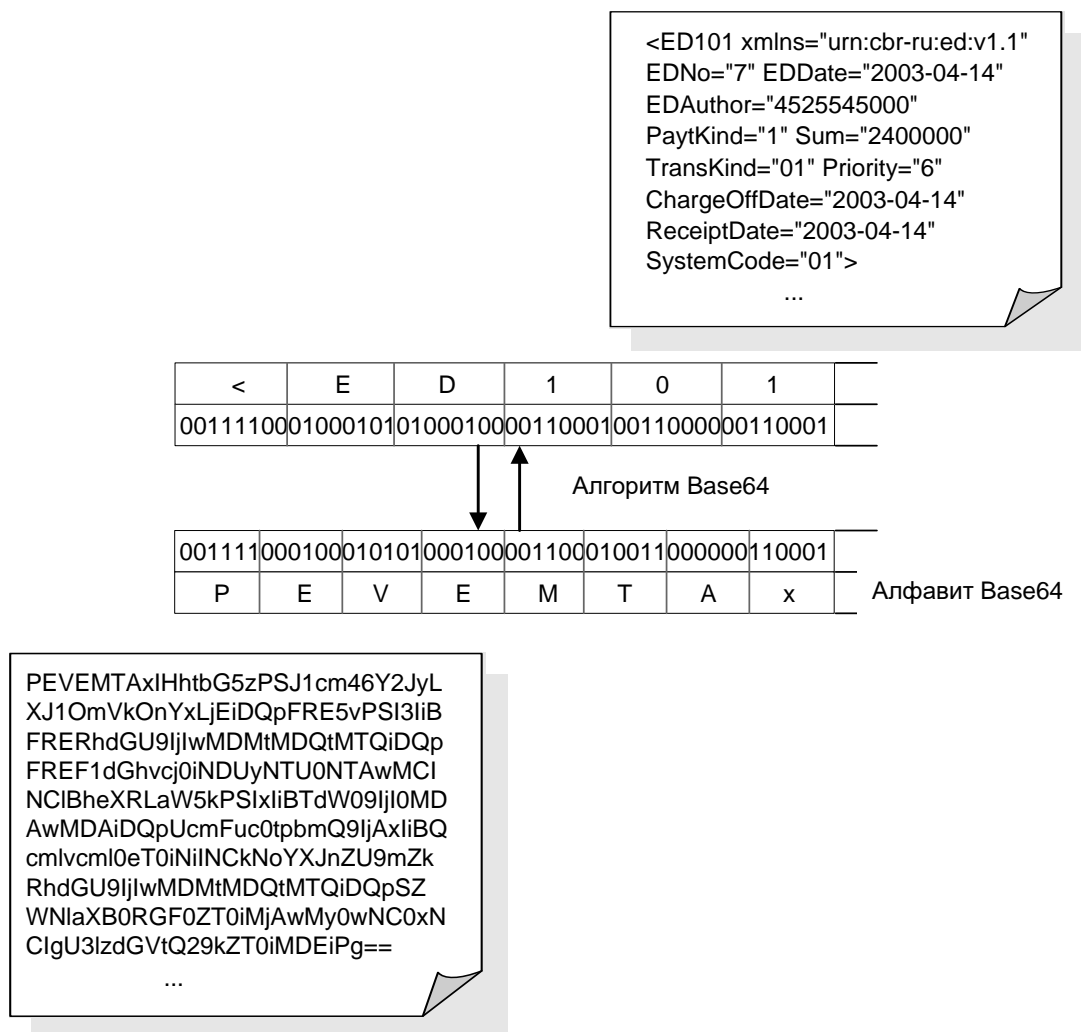 <ED101 xmlns="urn:cbr-ru:ed:v1.1"
EDNo="7" EDDate="2003-04-14"
EDAuthor="4525545000"
PaytKind="1" Sum="2400000"
TransKind="01" Priority="6"
ChargeOffDate="2003-04-14"
ReceiptDate="2003-04-14"
SystemCode="01">
...
< E D 1 0 1
00111100 01000101 01000100 00110001 00110000 00110001
Алгоритм Base64
001111 000100 010101 000100 001100 010011 000000 110001
P E V E M T A x Алфавит Base64
PEVEMTAxIHhtbG5zPSJ1cm46Y2JyL
XJ1OmVkOnYxLjEiDQpFRE5vPSI3IiB
FRERhdGU9IjIwMDMtMDQtMTQiDQp
FREF1dGhvcj0iNDUyNTU0NTAwMCI
NClBheXRLaW5kPSIxIiBTdW09IjI0MD
AwMDAiDQpUcmFuc0tpbmQ9IjAxIiBQ
cmlvcml0eT0iNiINCkNoYXJnZU9mZk
RhdGU9IjIwMDMtMDQtMTQiDQpSZ
WNlaXB0RGF0ZT0iMjAwMy0wNC0xN
CIgU3lzdGVtQ29kZT0iMDEiPg==
...